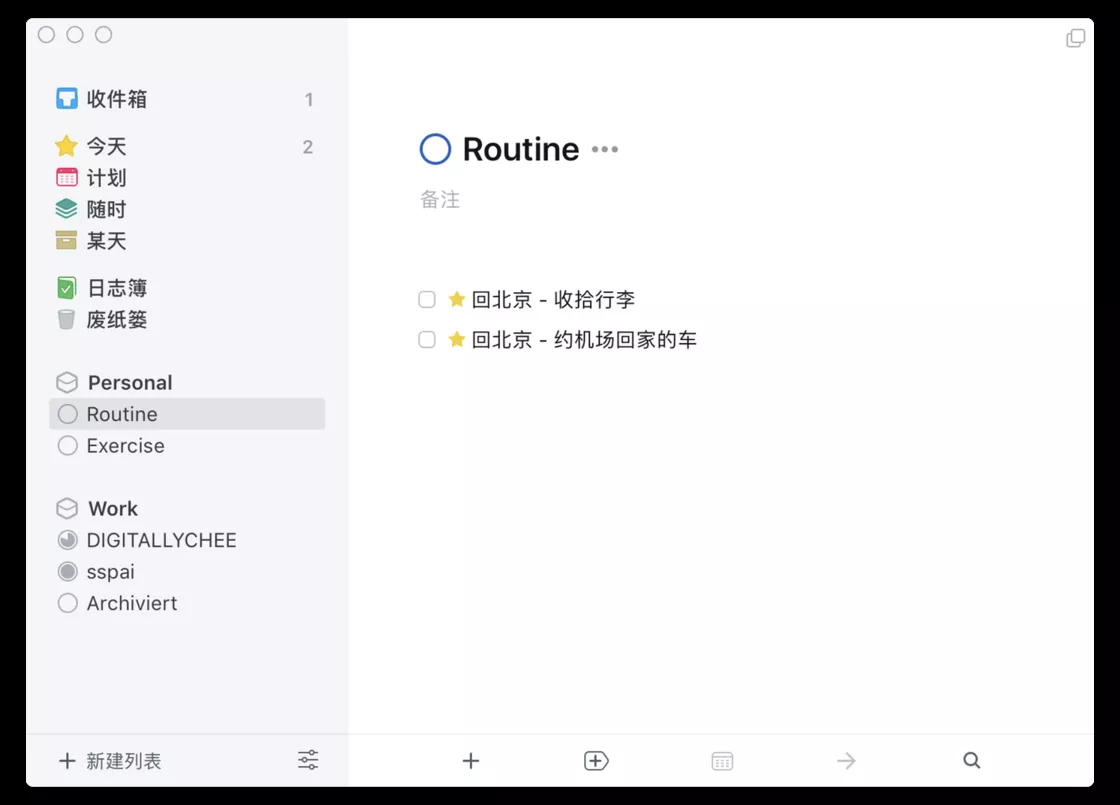 收件箱 1
今天 2
计划
随时
某天
日志簿
废纸篓
Personal
Routine
Exercise
Work
DIGITALLYCHEE
sspai
Archiviert
新建列表
Routine
备注
回北京 - 收拾行李
回北京 - 约机场回家的车